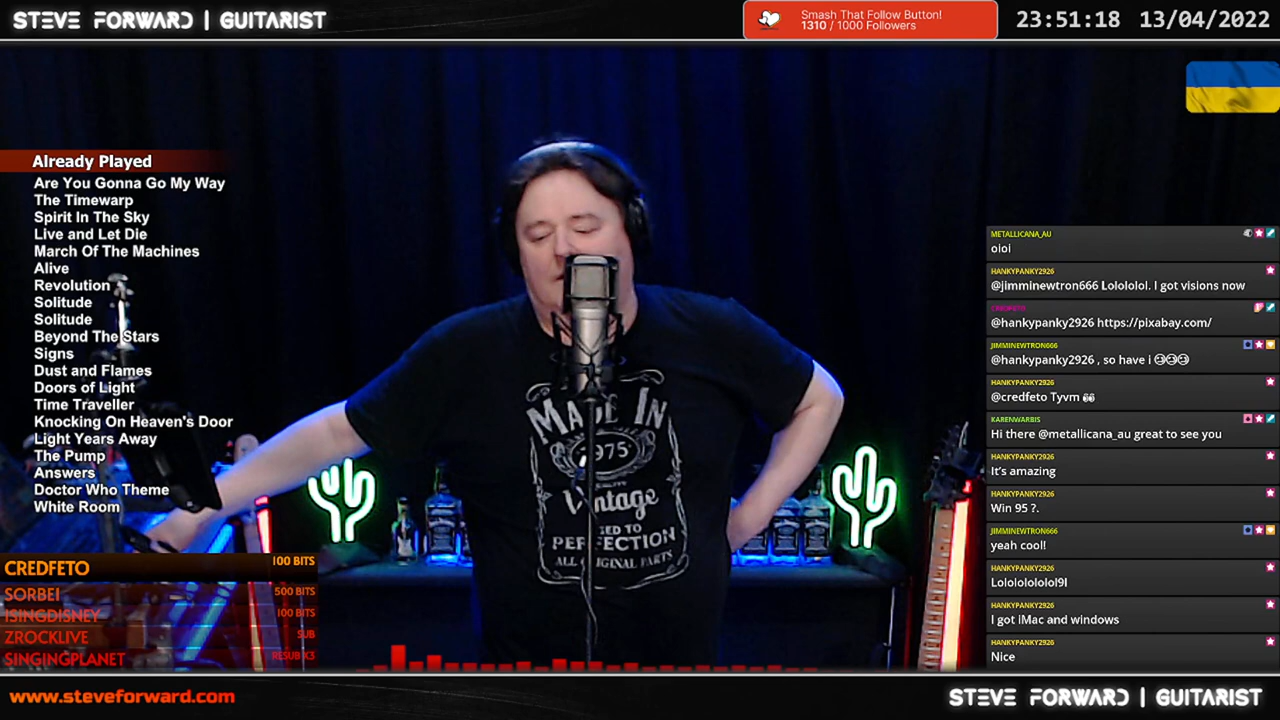 STEVE FORWARD | GUITARIST
Smash That Follow Button!
1310 / 1000 Followers
23:51:18 13/04/2022
Already Played
Are You Gonna Go My Way
The Timewarp
Spirit In The Sky
Live and Let Die
March Of The Machines
Alive
Revolution
Solitude
Solitude
Beyond The Stars
Signs
Dust and Flames
Doors of Light
Time Traveller
Knocking On Heaven's Door
Light Years Away
The Pump
Answers
Doctor Who Theme
White Room
CREDFETO 100 BITS
SORBEI 500 BITS
ISINGDISNEY 100 BITS
ZROCKLIVE SUB
SINGINGPLANET RESUB X3
MADE IN
1975
Vintage
AGED TO
PERFECTION
ALL ORIGINAL PARTS
METALLICANA_AU
oioi
HANKYPANKY2926
@jimminewtron666 Lolololol. I got visions now
CREDFETO
@hankypanky2926 https://pixabay.com/
JIMMINEWTRON666
@hankypanky2926 , so have i
HANKYPANKY2926
@credfeto Tyvm
KARENWARBIS
Hi there @metallicana_au great to see you
HANKYPANKY2926
It's amazing
HANKYPANKY2926
Win 95 ?.
JIMMINEWTRON666
yeah cool!
HANKYPANKY2926
Lolololololol9l
HANKYPANKY2926
I got iMac and windows
HANKYPANKY2926
Nice
www.steveforward.com
STEVE FORWARD | GUITARIST